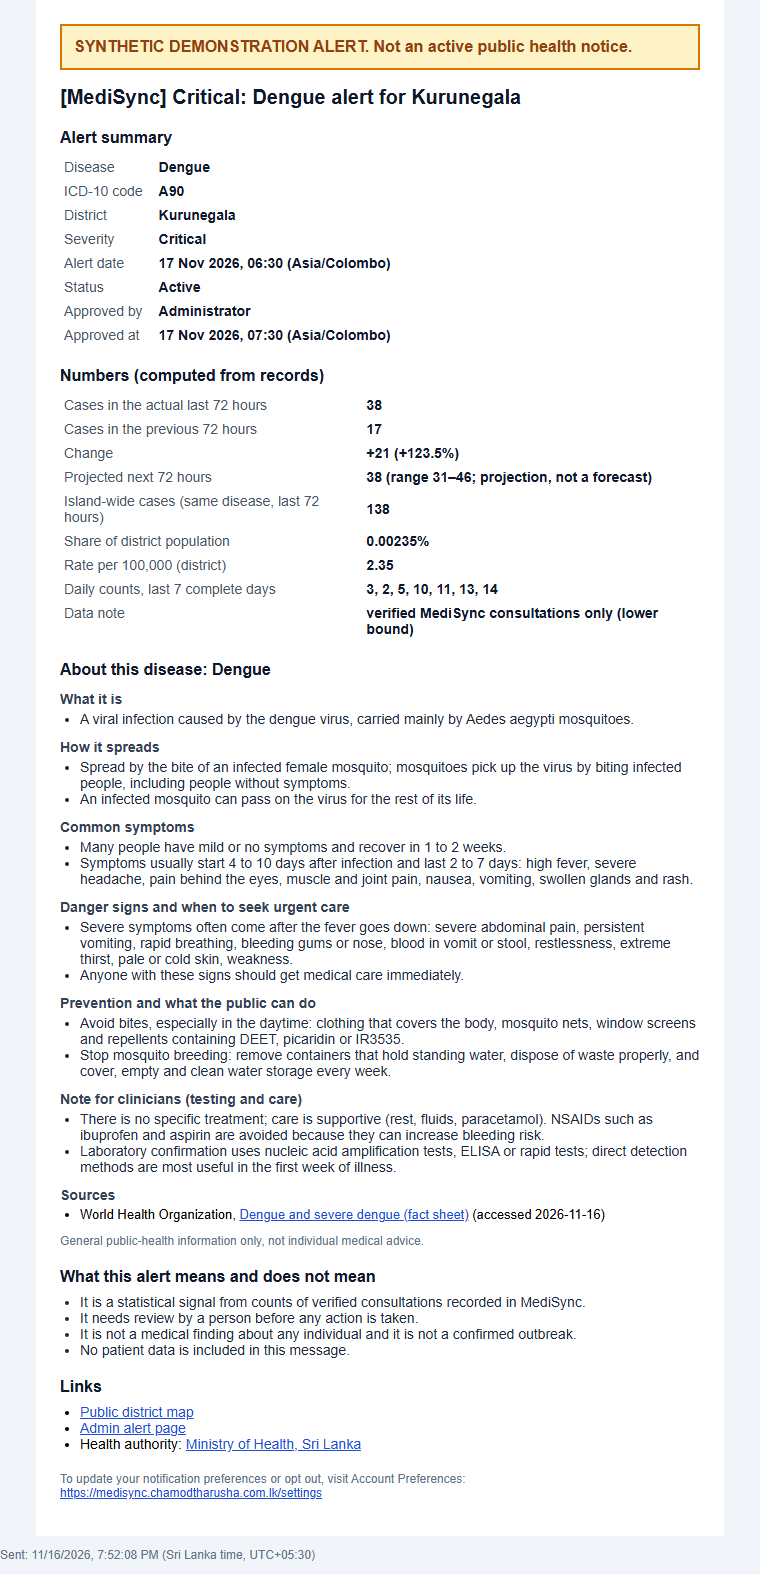 SYNTHETIC DEMONSTRATION ALERT. Not an active public health notice.
[MediSync] Critical: Dengue alert for Kurunegala
Alert summary
Disease Dengue
ICD-10 code A90
District Kurunegala
Severity Critical
Alert date 17 Nov 2026, 06:30 (Asia/Colombo)
Status Active
Approved by Administrator
Approved at 17 Nov 2026, 07:30 (Asia/Colombo)
Numbers (computed from records)
Cases in the actual last 72 hours 38
Cases in the previous 72 hours 17
Change +21 (+123.5%)
Projected next 72 hours 38 (range 31–46; projection, not a forecast)
Island-wide cases (same disease, last 72
hours) 138
Share of district population 0.00235%
Rate per 100,000 (district) 2.35
Daily counts, last 7 complete days 3, 2, 5, 10, 11, 13, 14
Data note verified MediSync consultations only (lower
bound)
About this disease: Dengue
What it is
• A viral infection caused by the dengue virus, carried mainly by Aedes aegypti mosquitoes.
How it spreads
• Spread by the bite of an infected female mosquito; mosquitoes pick up the virus by biting infected
people, including people without symptoms.
• An infected mosquito can pass on the virus for the rest of its life.
Common symptoms
• Many people have mild or no symptoms and recover in 1 to 2 weeks.
• Symptoms usually start 4 to 10 days after infection and last 2 to 7 days: high fever, severe
headache, pain behind the eyes, muscle and joint pain, nausea, vomiting, swollen glands and rash.
Danger signs and when to seek urgent care
• Severe symptoms often come after the fever goes down: severe abdominal pain, persistent
vomiting, rapid breathing, bleeding gums or nose, blood in vomit or stool, restlessness, extreme
thirst, pale or cold skin, weakness.
• Anyone with these signs should get medical care immediately.
Prevention and what the public can do
• Avoid bites, especially in the daytime: clothing that covers the body, mosquito nets, window screens
and repellents containing DEET, picaridin or IR3535.
• Stop mosquito breeding: remove containers that hold standing water, dispose of waste properly, and
cover, empty and clean water storage every week.
Note for clinicians (testing and care)
• There is no specific treatment; care is supportive (rest, fluids, paracetamol). NSAIDs such as
ibuprofen and aspirin are avoided because they can increase bleeding risk.
• Laboratory confirmation uses nucleic acid amplification tests, ELISA or rapid tests; direct detection
methods are most useful in the first week of illness.
Sources
• World Health Organization, Dengue and severe dengue (fact sheet) (accessed 2026-11-16)
General public-health information only, not individual medical advice.
What this alert means and does not mean
• It is a statistical signal from counts of verified consultations recorded in MediSync.
• It needs review by a person before any action is taken.
• It is not a medical finding about any individual and it is not a confirmed outbreak.
• No patient data is included in this message.
Links
• Public district map
• Admin alert page
• Health authority: Ministry of Health, Sri Lanka
To update your notification preferences or opt out, visit Account Preferences:
https://medisync.chamodtharusha.com.lk/settings
Sent: 11/16/2026, 7:52:08 PM (Sri Lanka time, UTC+05:30)